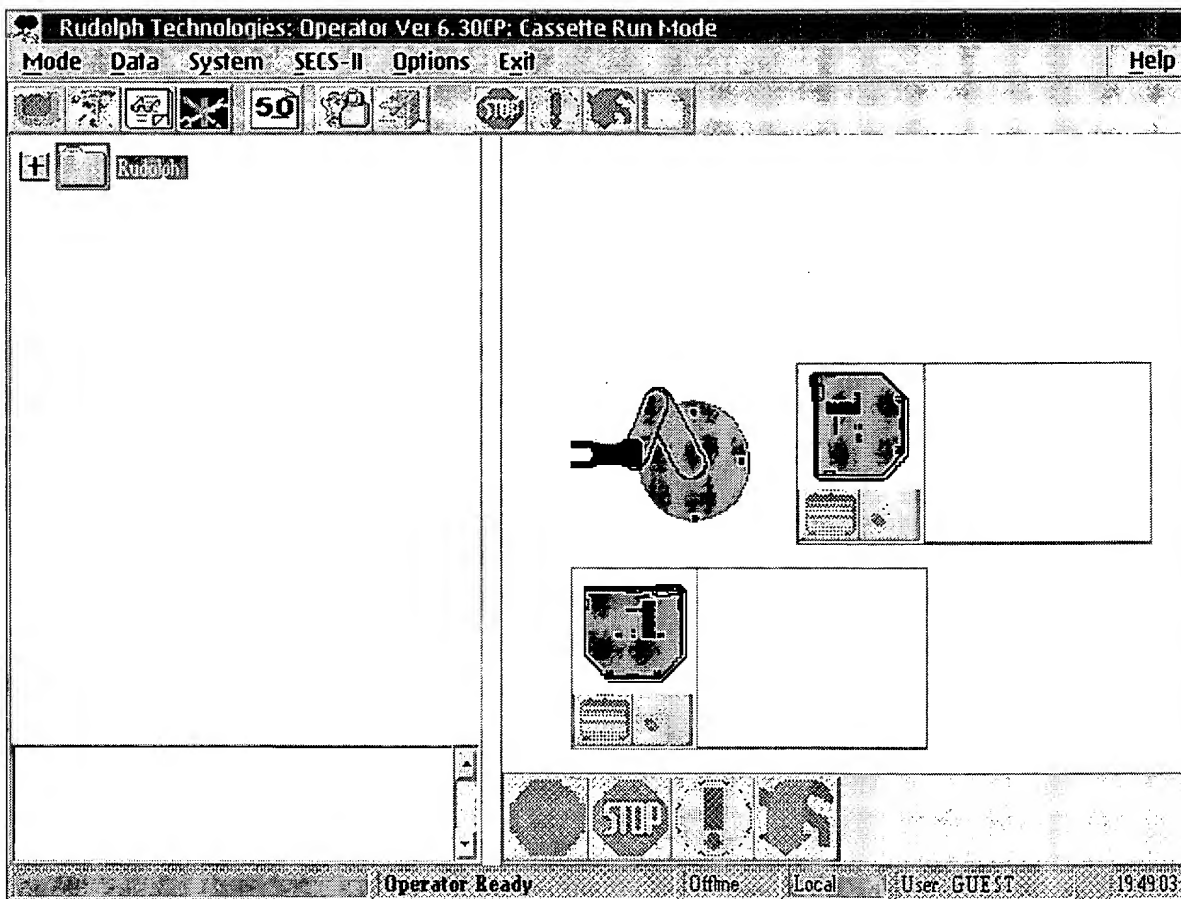 Rudolph Technologies: Operator Ver 6.30CP: Cassette Run Mode
Mode Data System SECS-II Options Exit Help
50 STOP
Rudolph
STOP
Operator Ready Offline Local User: GUEST 19:49:03